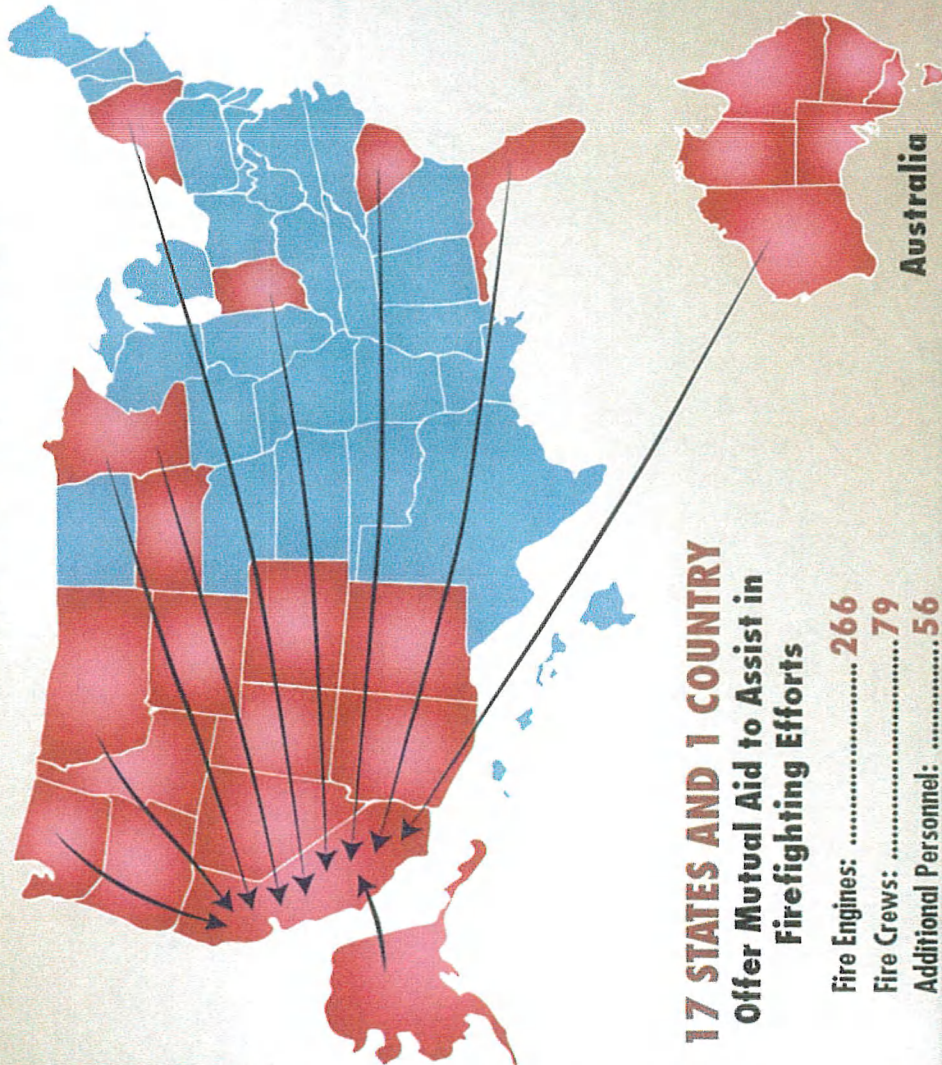 17 STATES AND 1 COUNTRY
Offer Mutual Aid to Assist in
Firefighting Efforts
Fire Engines: ........................ 266
Fire Crews: ............................ 79
Additional Personnel: ............ 56
Australia